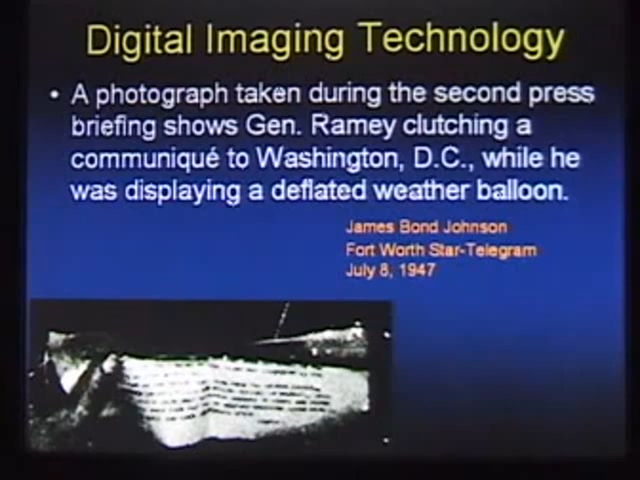 Digital Imaging Technology
• A photograph taken during the second press
briefing shows Gen. Ramey clutching a
communiqué to Washington, D.C., while he
was displaying a deflated weather balloon.
James Bond Johnson
Fort Worth Star-Telegram
July 8, 1947